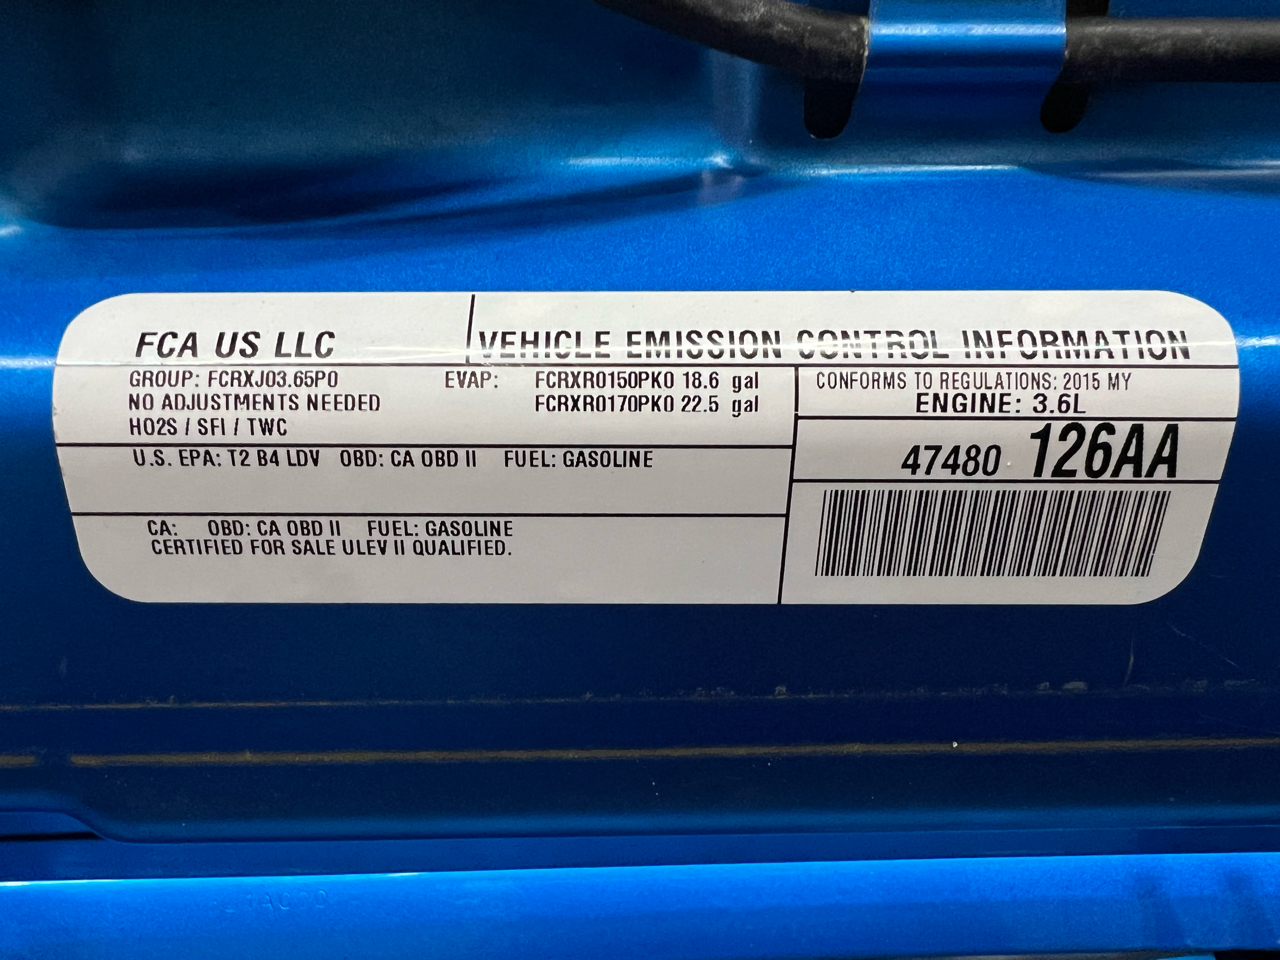 FCA US LLC
VEHICLE EMISSION CONTROL INFORMATION
GROUP: FCRXJ03.65P0
NO ADJUSTMENTS NEEDED
HO2S / SFI / TWC
EVAP: FCRXR0150PK0 18.6 gal
FCRXR0170PK0 22.5 gal
CONFORMS TO REGULATIONS: 2015 MY
ENGINE: 3.6L
47480 126AA
U.S. EPA: T2 B4 LDV OBD: CA OBD II FUEL: GASOLINE
CA: OBD: CA OBD II FUEL: GASOLINE
CERTIFIED FOR SALE ULEV II QUALIFIED.